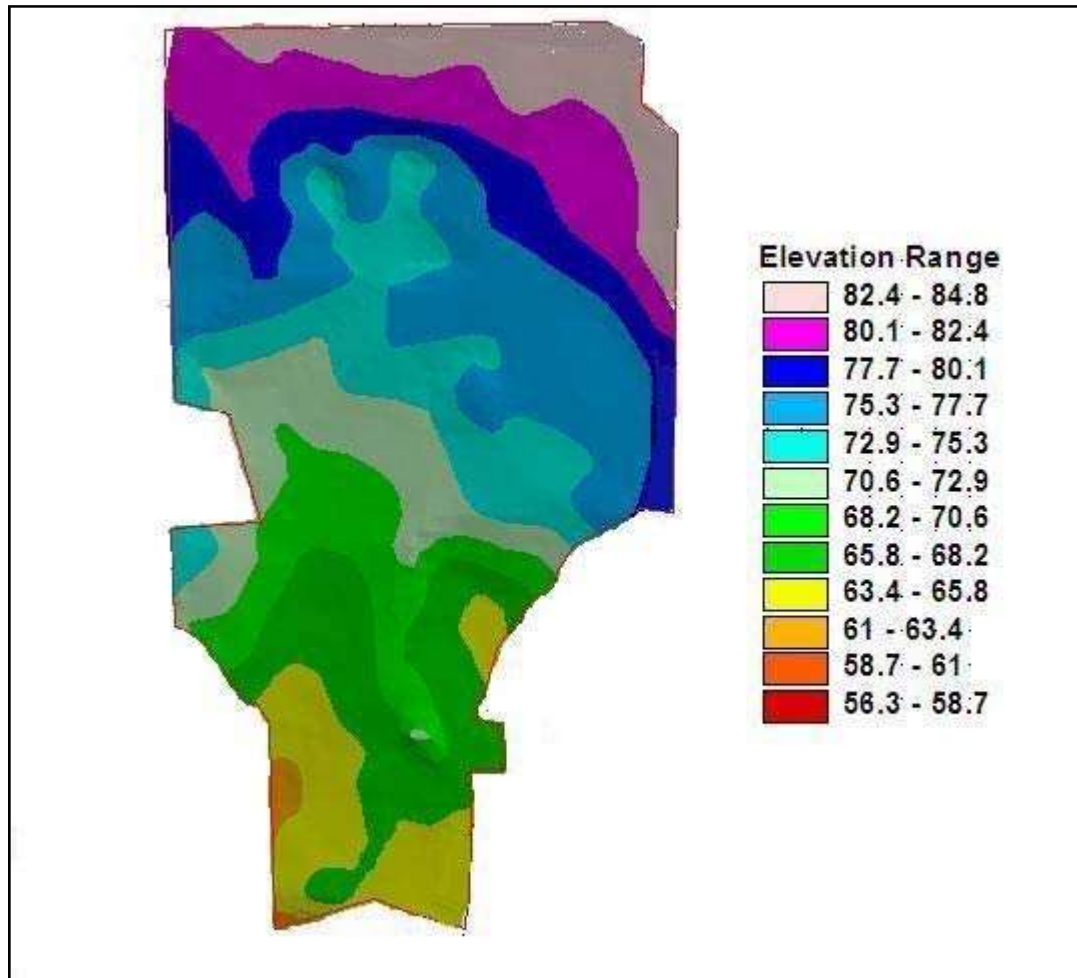 Elevation Range
82.4 - 84.8
80.1 - 82.4
77.7 - 80.1
75.3 - 77.7
72.9 - 75.3
70.6 - 72.9
68.2 - 70.6
65.8 - 68.2
63.4 - 65.8
61 - 63.4
58.7 - 61
56.3 - 58.7